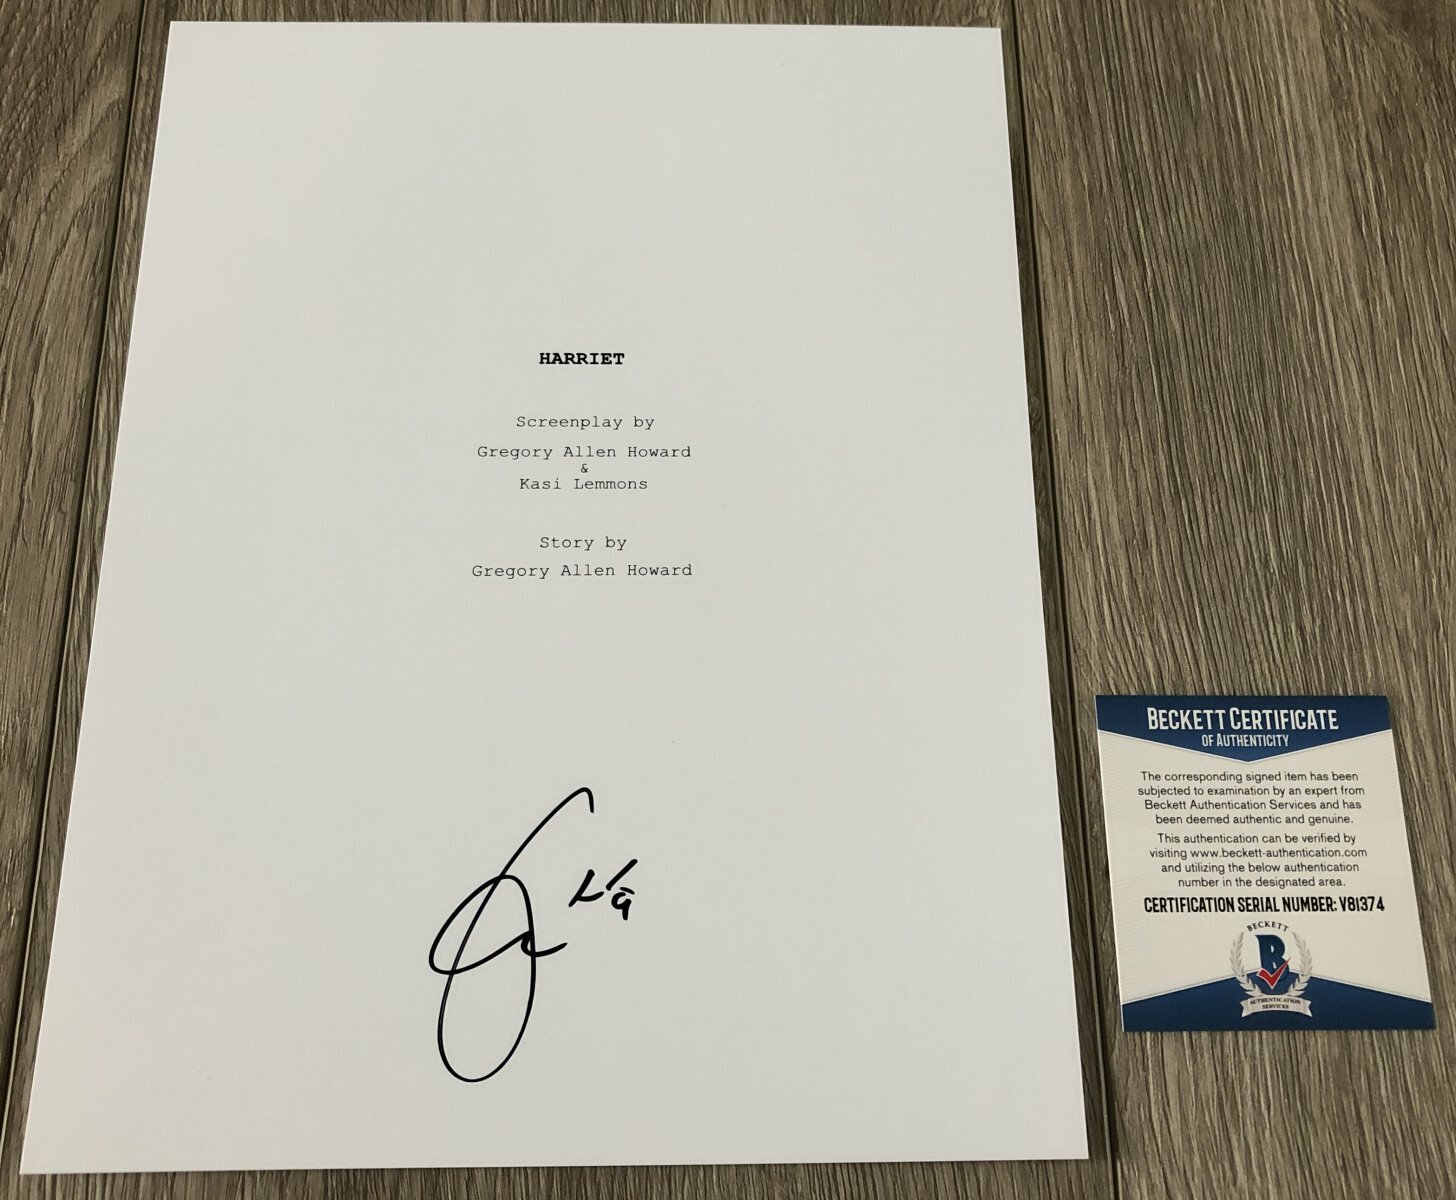 HARRIET
Screenplay by
Gregory Allen Howard
&
Kasi Lemmons
Story by
Gregory Allen Howard
BECKETT CERTIFICATE
OF AUTHENTICITY
The corresponding signed item has been
subjected to examination by an expert from
Beckett Authentication Services and has
been deemed authentic and genuine.
This authentication can be verified by
visiting www.beckett-authentication.com
and utilizing the below authentication
number in the designated area.
CERTIFICATION SERIAL NUMBER: V81374
BECKETT
B
AUTHENTICATION
SERVICES